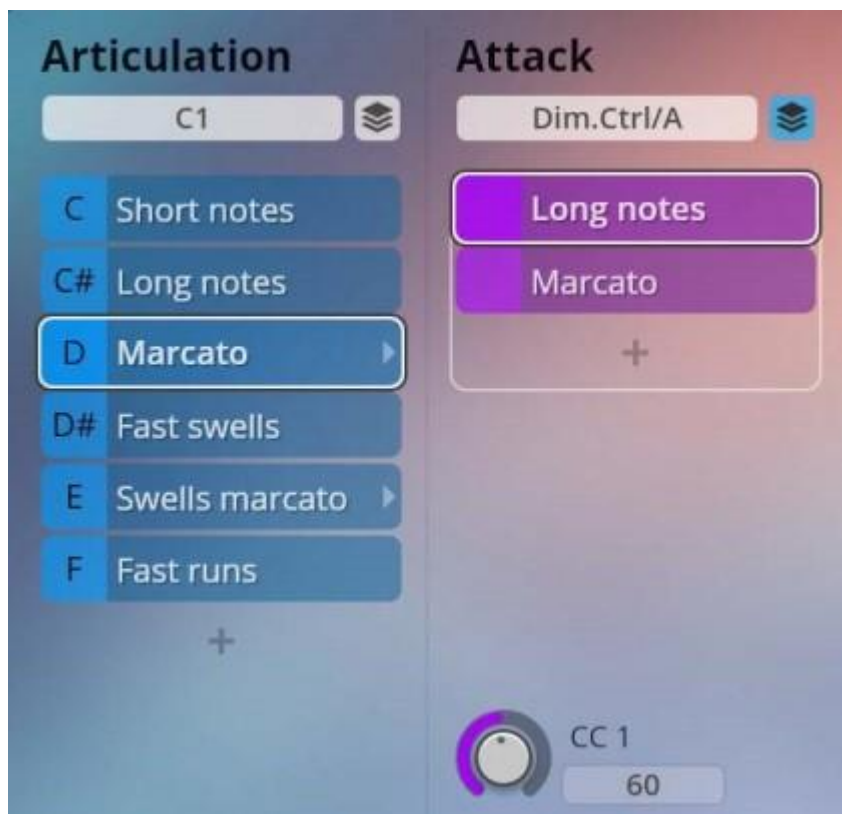 Articulation
C1
C Short notes
C# Long notes
D Marcato
D# Fast swells
E Swells marcato
F Fast runs
+
Attack
Dim.Ctrl/A
Long notes
Marcato
+
CC 1
60